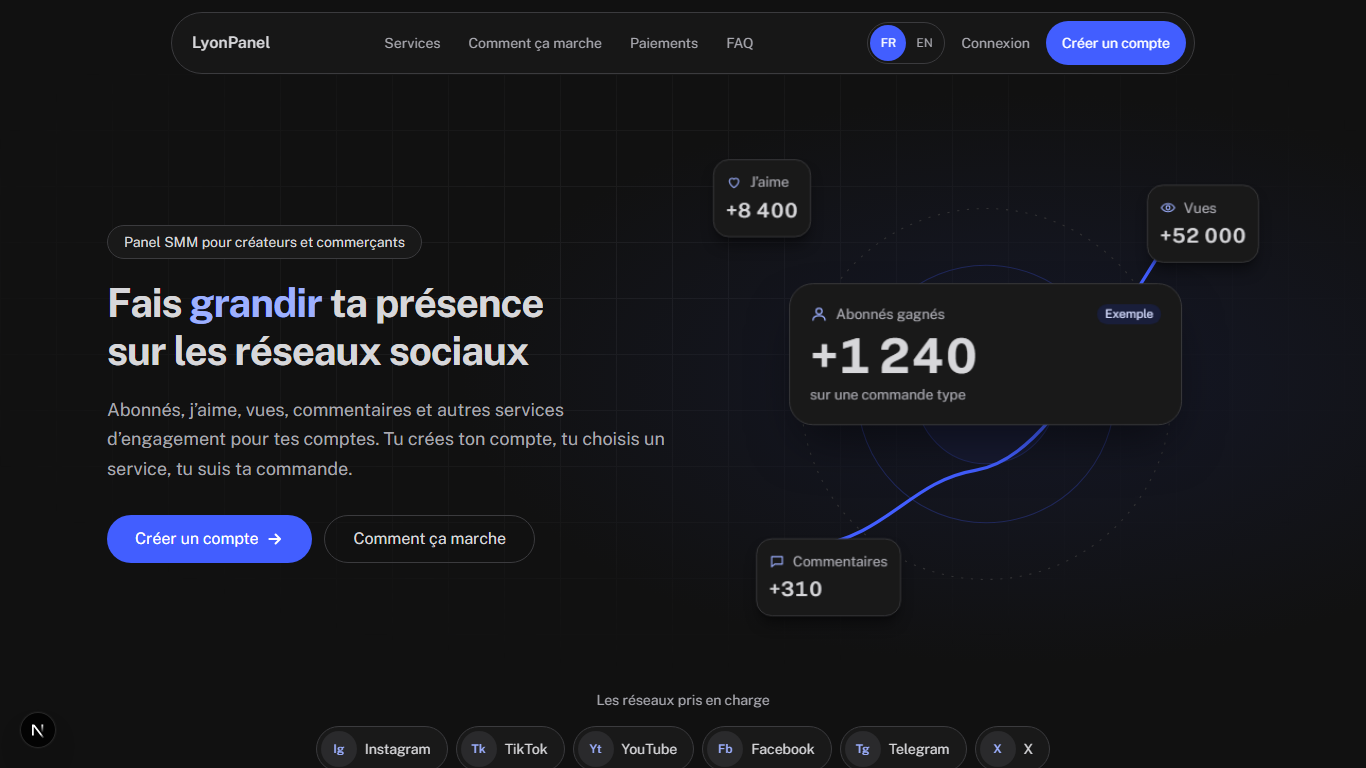 LyonPanel
Services
Comment ça marche
Paiements
FAQ
FR
EN
Connexion
Créer un compte
Panel SMM pour créateurs et commerçants
Fais grandir ta présence
sur les réseaux sociaux
Abonnés, j’aime, vues, commentaires et autres services
d’engagement pour tes comptes. Tu crées ton compte, tu choisis un
service, tu suis ta commande.
Créer un compte →
Comment ça marche
J’aime
+8 400
Vues
+52 000
Abonnés gagnés
Exemple
+1 240
sur une commande type
Commentaires
+310
Les réseaux pris en charge
Ig Instagram
Tk TikTok
Yt YouTube
Fb Facebook
Tg Telegram
X X
N